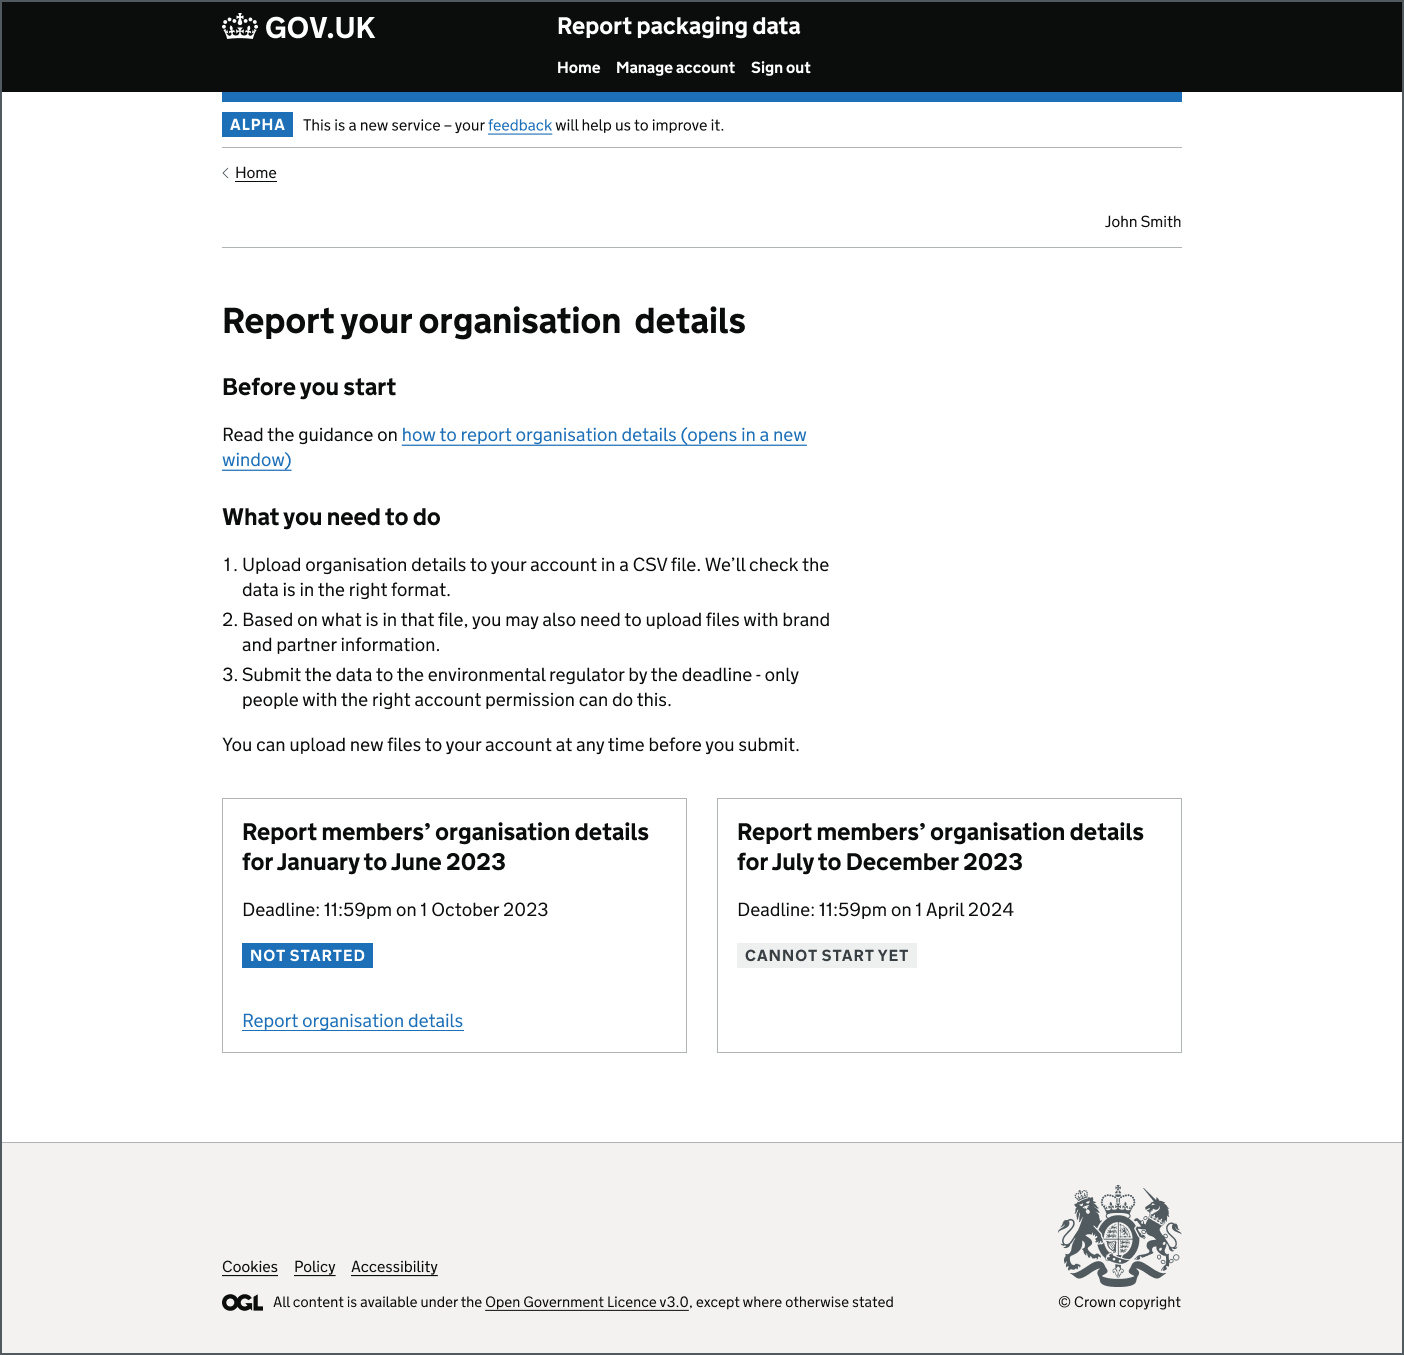 GOV.UK
Report packaging data
Home Manage account Sign out
ALPHA This is a new service – your feedback will help us to improve it.
Home
John Smith
Report your organisation details
Before you start
Read the guidance on how to report organisation details (opens in a new
window)
What you need to do
1. Upload organisation details to your account in a CSV file. We’ll check the
data is in the right format.
2. Based on what is in that file, you may also need to upload files with brand
and partner information.
3. Submit the data to the environmental regulator by the deadline - only
people with the right account permission can do this.
You can upload new files to your account at any time before you submit.
Report members’ organisation details
for January to June 2023
Deadline: 11:59pm on 1 October 2023
NOT STARTED
Report organisation details
Report members’ organisation details
for July to December 2023
Deadline: 11:59pm on 1 April 2024
CANNOT START YET
Cookies Policy Accessibility
OGL All content is available under the Open Government Licence v3.0, except where otherwise stated
© Crown copyright